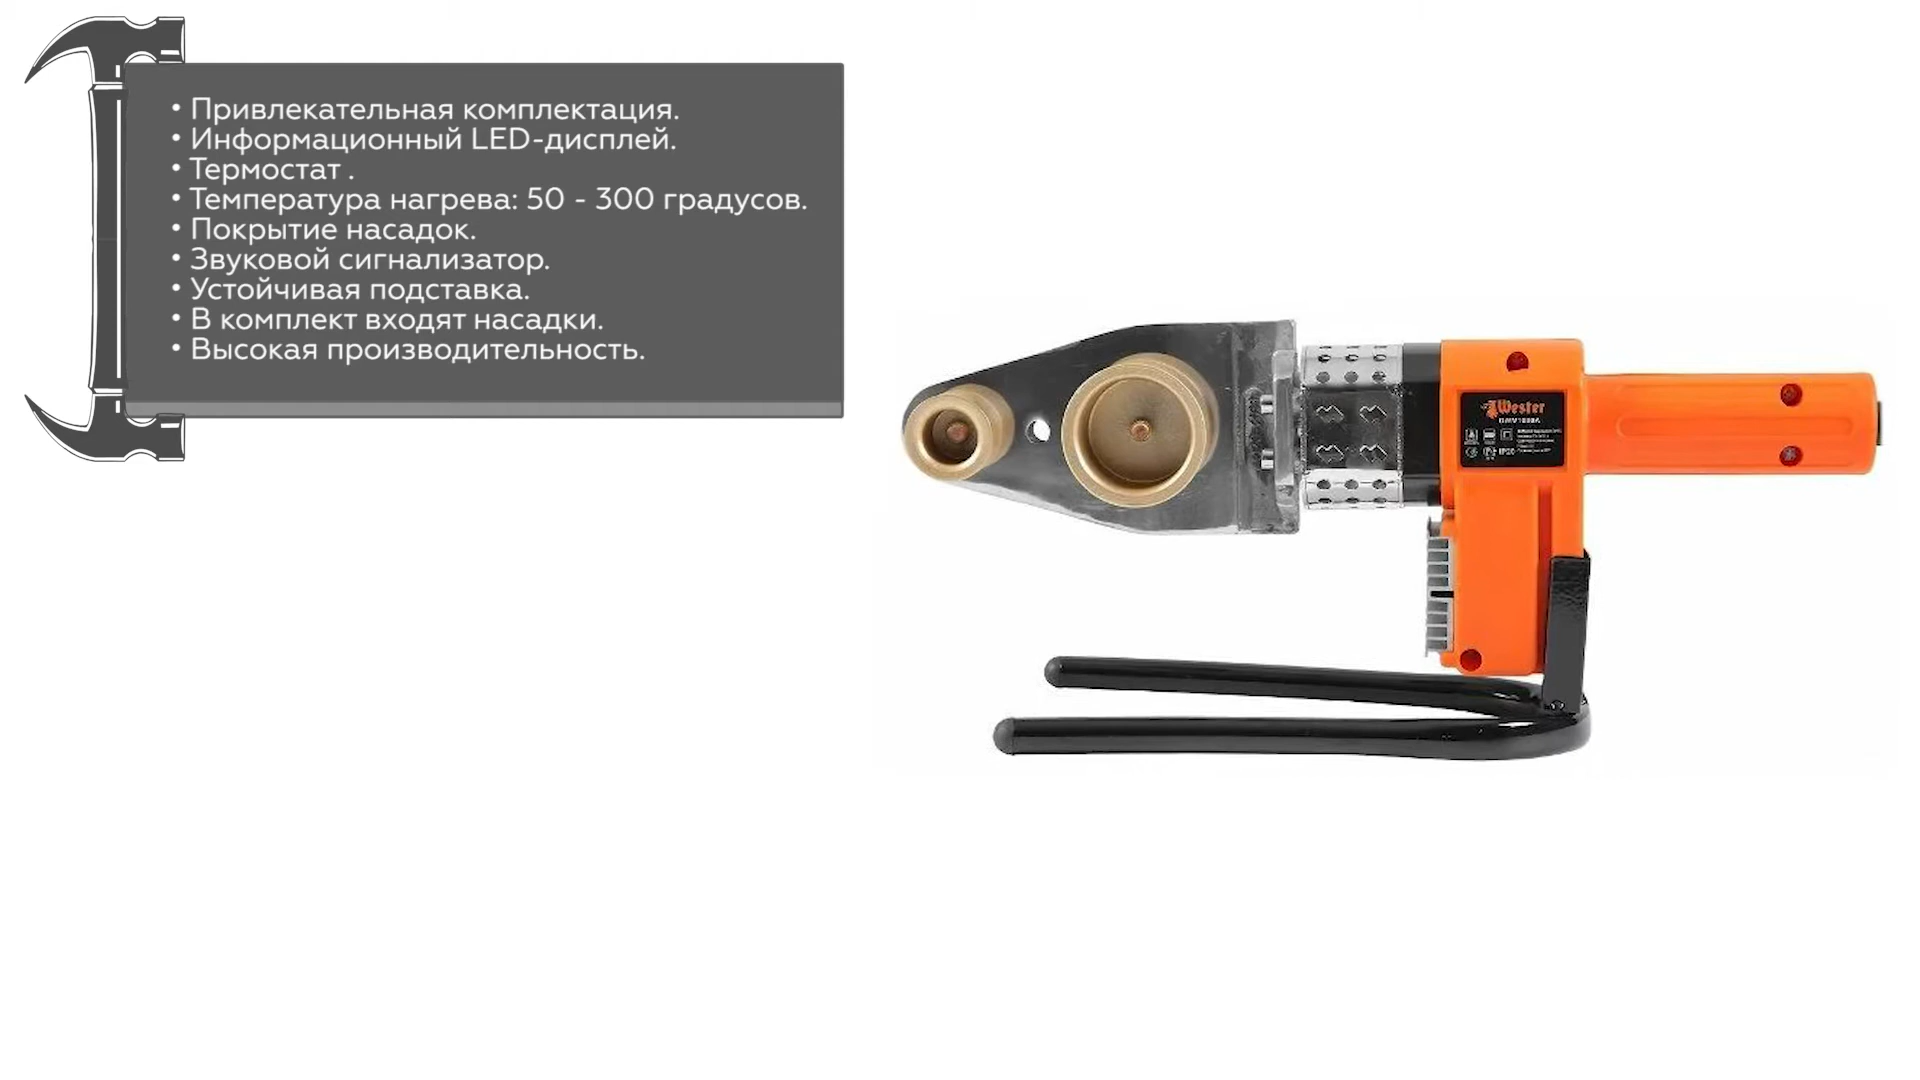 • Привлекательная комплектация.
• Информационный LED-дисплей.
• Термостат .
• Температура нагрева: 50 - 300 градусов.
• Покрытие насадок.
• Звуковой сигнализатор.
• Устойчивая подставка.
• В комплект входят насадки.
• Высокая производительность.
Wester
IP20